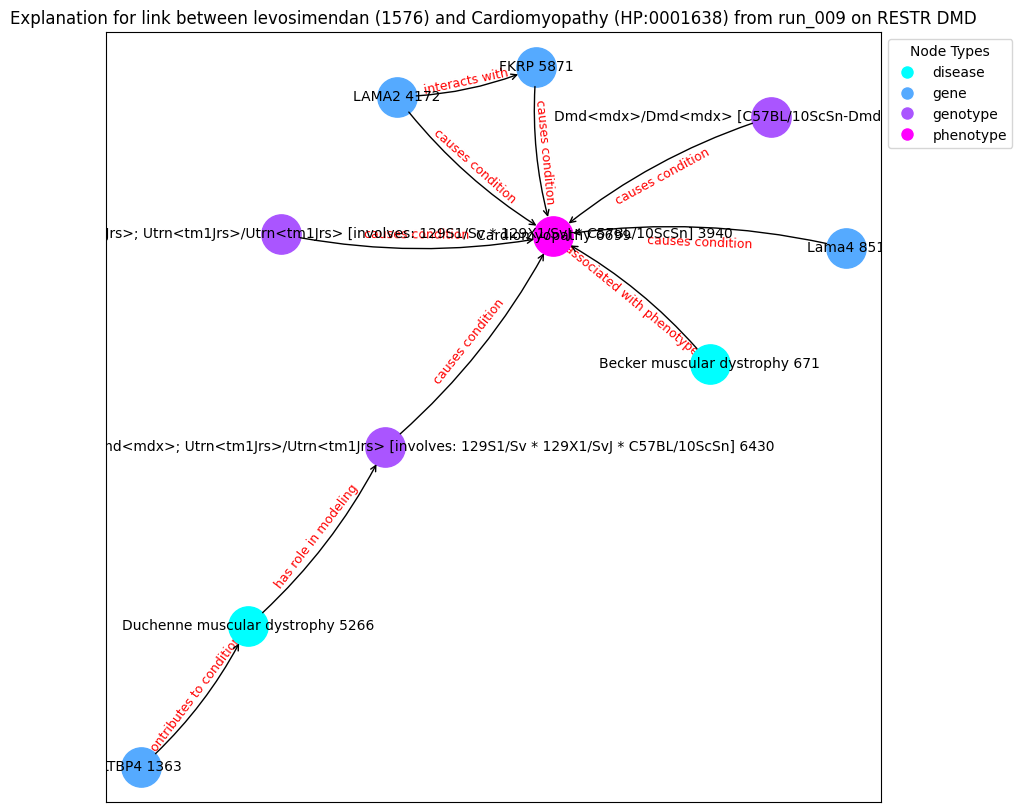 Explanation for link between levosimendan (1576) and Cardiomyopathy (HP:0001638) from run_009 on RESTR DMD
Node Types
disease
gene
genotype
phenotype
FKRP 5871
interacts with
LAMA2 4172
Dmd<mdx>/Dmd<mdx> [C57BL/10ScSn-Dmd
causes condition
causes condition
causes condition
Jrs>; Utrn<tm1Jrs>/Utrn<tm1Jrs> [involves: 129S1/Sv * 129X1/SvJ * C57BL/10ScSn] 3940
causes condition
Cardiomyopathy 6699
causes condition
Lama4 851
associated with phenotype
causes condition
Becker muscular dystrophy 671
nd<mdx>; Utrn<tm1Jrs>/Utrn<tm1Jrs> [involves: 129S1/Sv * 129X1/SvJ * C57BL/10ScSn] 6430
has role in modeling
Duchenne muscular dystrophy 5266
contributes to condition
LTBP4 1363